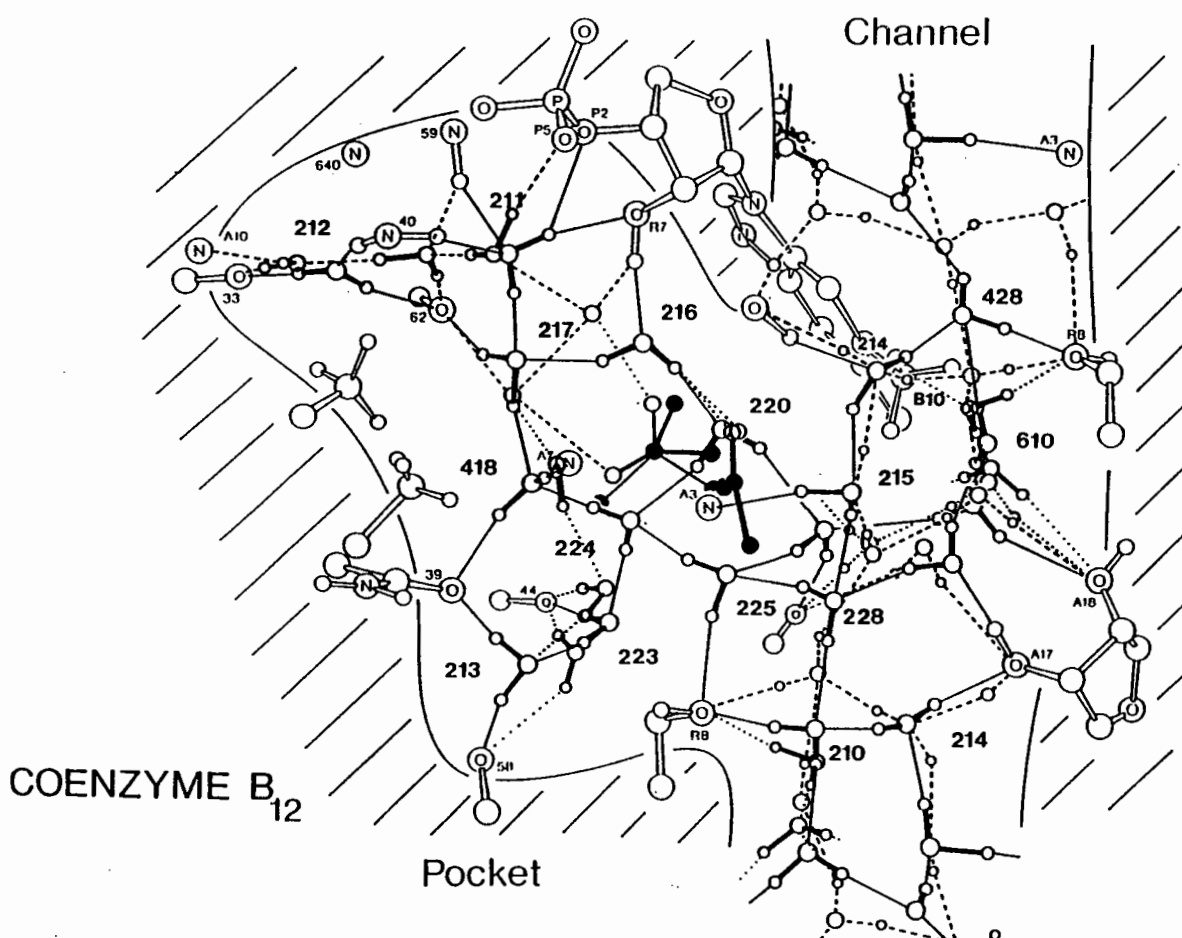 Channel
O
O
P
P2
P5
O
O
O
59
N
640
N
N
A3
N
211
A10
N
212
40
N
O
R7
N
N
O
33
62
O
217
216
O
214
428
R8
O
B10
220
610
418
N
A3
N
215
224
39
O
N
44
O
225
O
228
O
A18
213
223
A17
O
O
R8
O
210
214
O
58
COENZYME B12
Pocket